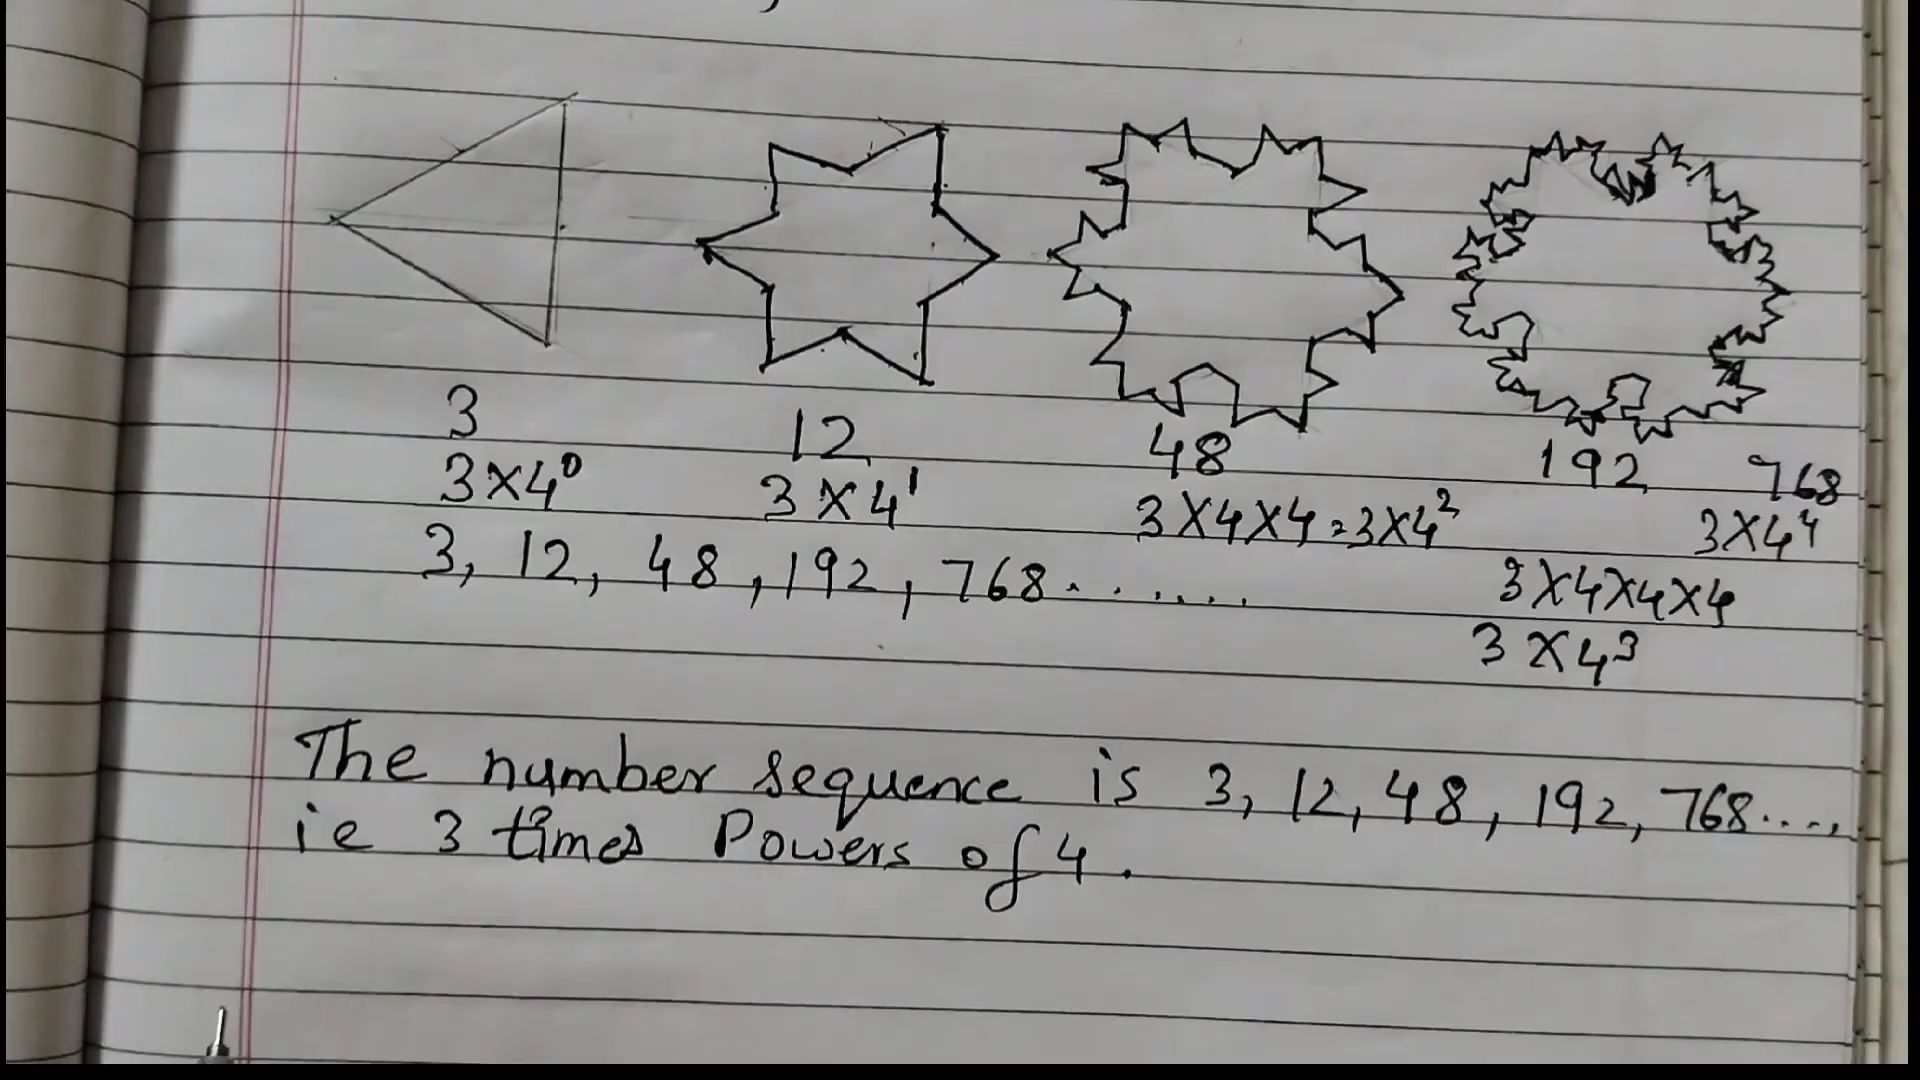 3 12 48 192 768
3×4⁰ 3×4¹ 3×4×4=3×4² 3×4⁴
3, 12, 48, 192, 768.......
3×4×4×4
3×4³
The number sequence is 3, 12, 48, 192, 768....,
ie 3 times Powers of 4.